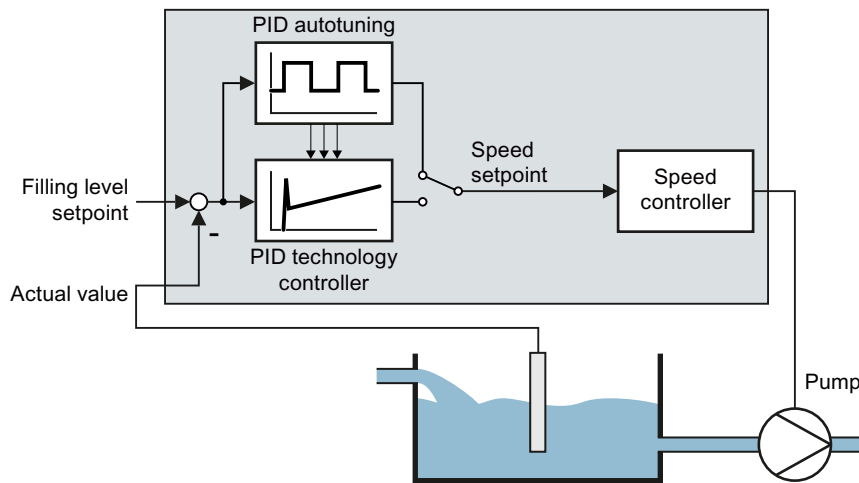 PID autotuning
Filling level
setpoint
-
PID technology
controller
Actual value
Speed
setpoint
Speed
controller
Pump